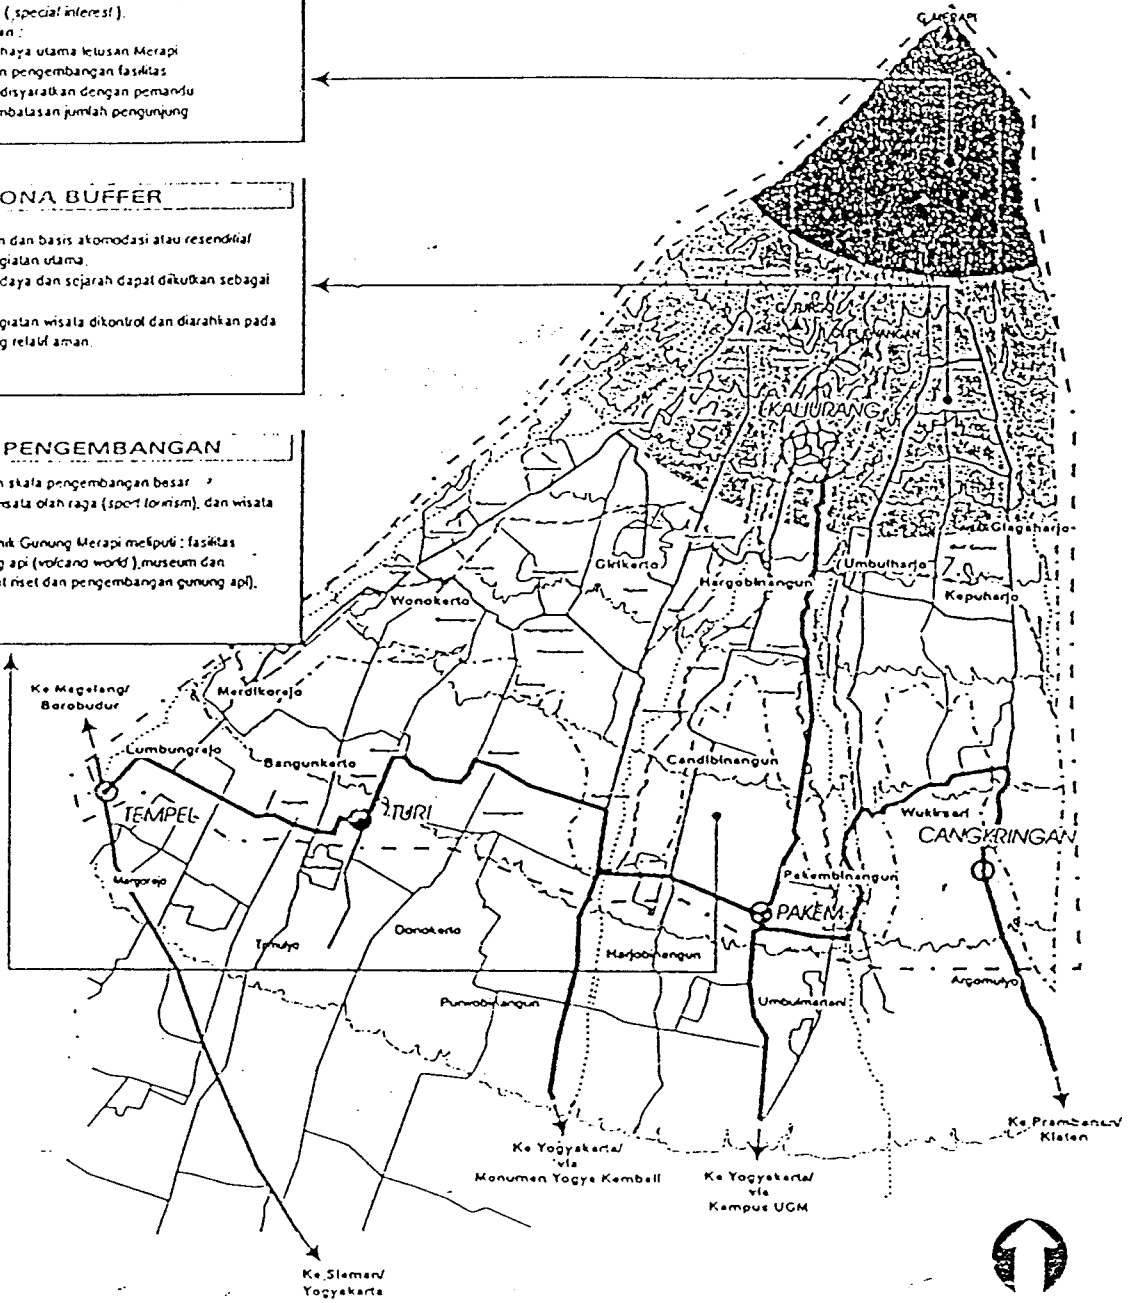 ( special interest ).
an :
haya utama letusan Merapi
n pengembangan fasilitas
disyaratkan dengan pemandu
mbatasan jumlah pengunjung
ONA BUFFER
n dan basis akomodasi atau resenditial
giatan utama.
daya dan sejarah dapat diikutkan sebagai
giatan wisata dikontrol dan diarahkan pada
g relatif aman.
PENGEMBANGAN
n skala pengembangan besar
isata olah raga (sport tourism), dan wisata
nik Gunung Merapi meliputi : fasilitas
g api (volcano world ),museum dan
t riset dan pengembangan gunung api),
G. MERAPI
G. TURGO
KALIURANG
Glagaharjo
Girikerto
Hargobinangun
Umbulharjo
Kepuharjo
Wonokerto
Merdikorejo
Ke Magelang/
Borobudur
Lumbungrejo
Bangunkerto
Candibinangun
TEMPEL
TURI
Wukirsari
CANGKRINGAN
Margorejo
Pakembinangun
PAKEM
Trimulyo
Donokerto
Harjobinangun
Argomulyo
Purwobinangun
Umbulmartani
Ke Prambanan/
Klaten
Ke Yogyakarta/
via
Monumen Yogya Kembali
Ke Yogyakarta/
via
Kampus UGM
Ke Sleman/
Yogyakarta